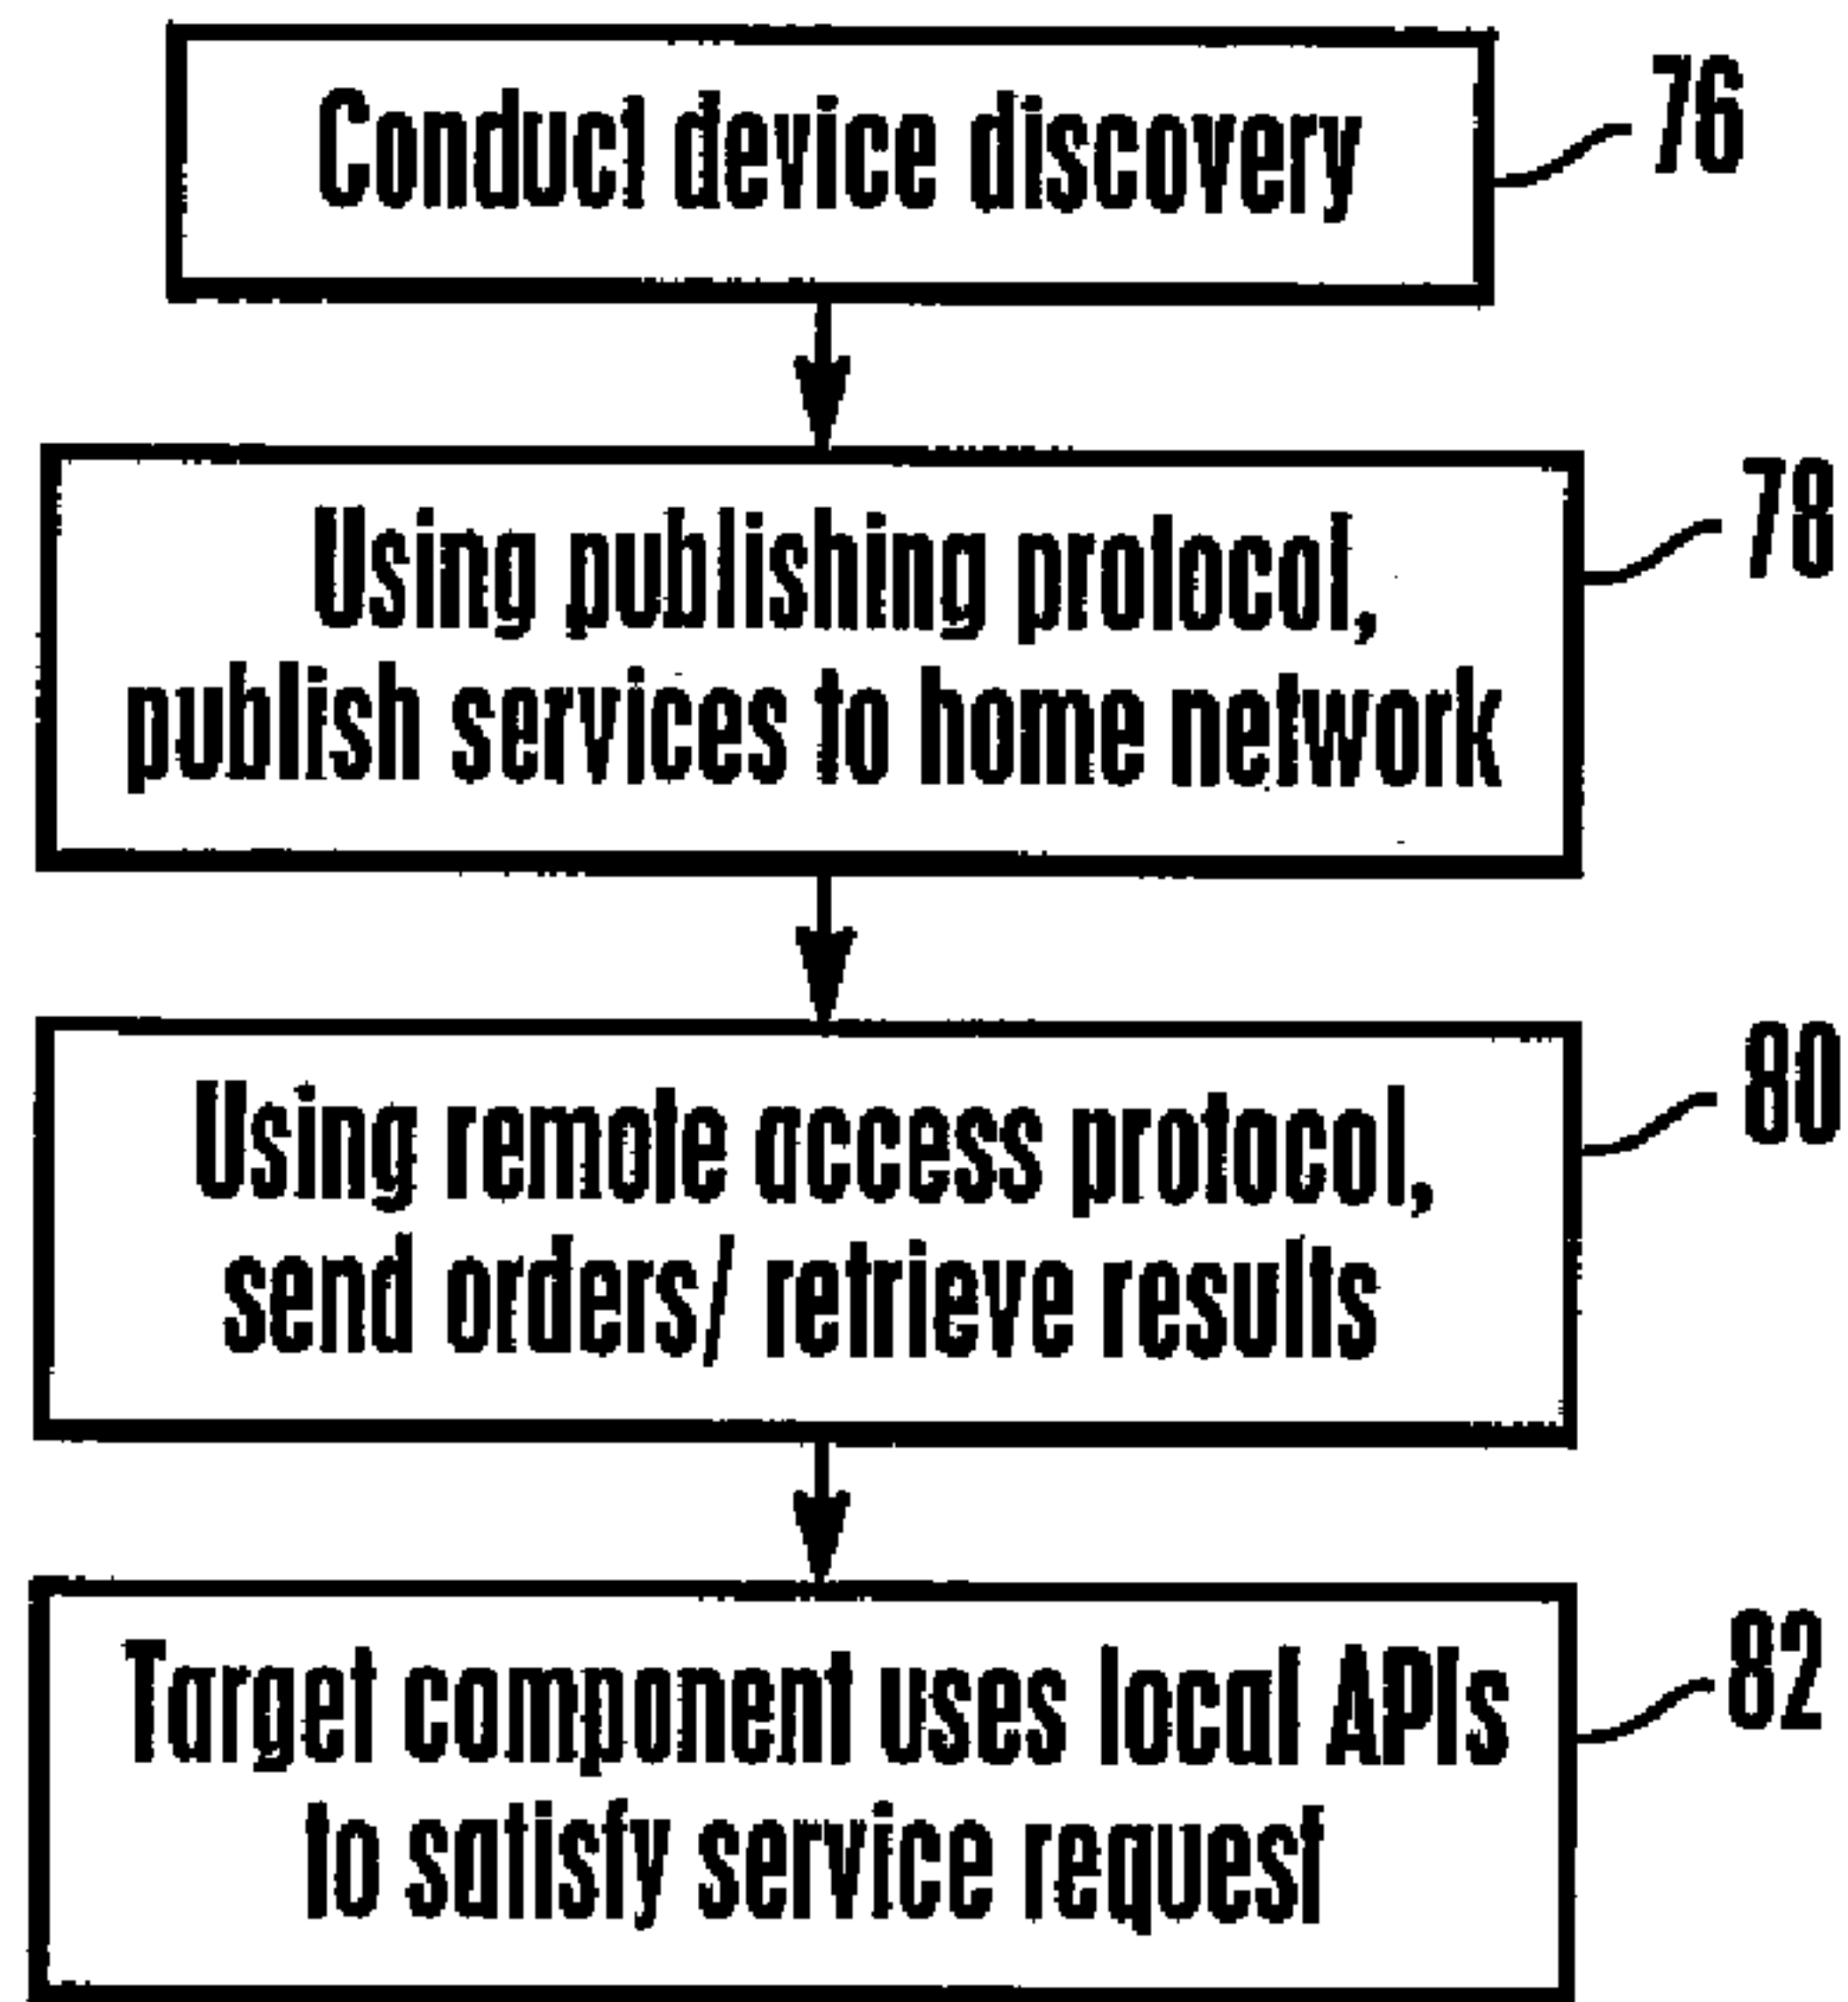 Conduct device discovery
76
Using publishing protocol,
publish services to home network
78
Using remote access protocol,
send orders/ retrieve results
80
Target component uses local APIs
to satisfy service request
82